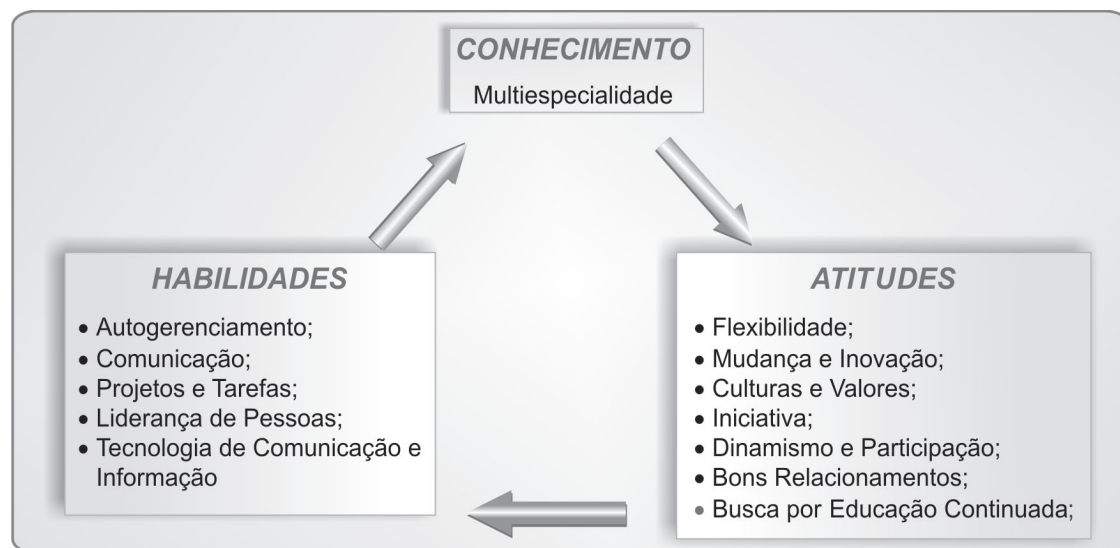 CONHECIMENTO
Multiespecialidade
HABILIDADES
• Autogerenciamento;
• Comunicação;
• Projetos e Tarefas;
• Liderança de Pessoas;
• Tecnologia de Comunicação e
Informação
ATITUDES
• Flexibilidade;
• Mudança e Inovação;
• Culturas e Valores;
• Iniciativa;
• Dinamismo e Participação;
• Bons Relacionamentos;
• Busca por Educação Continuada;